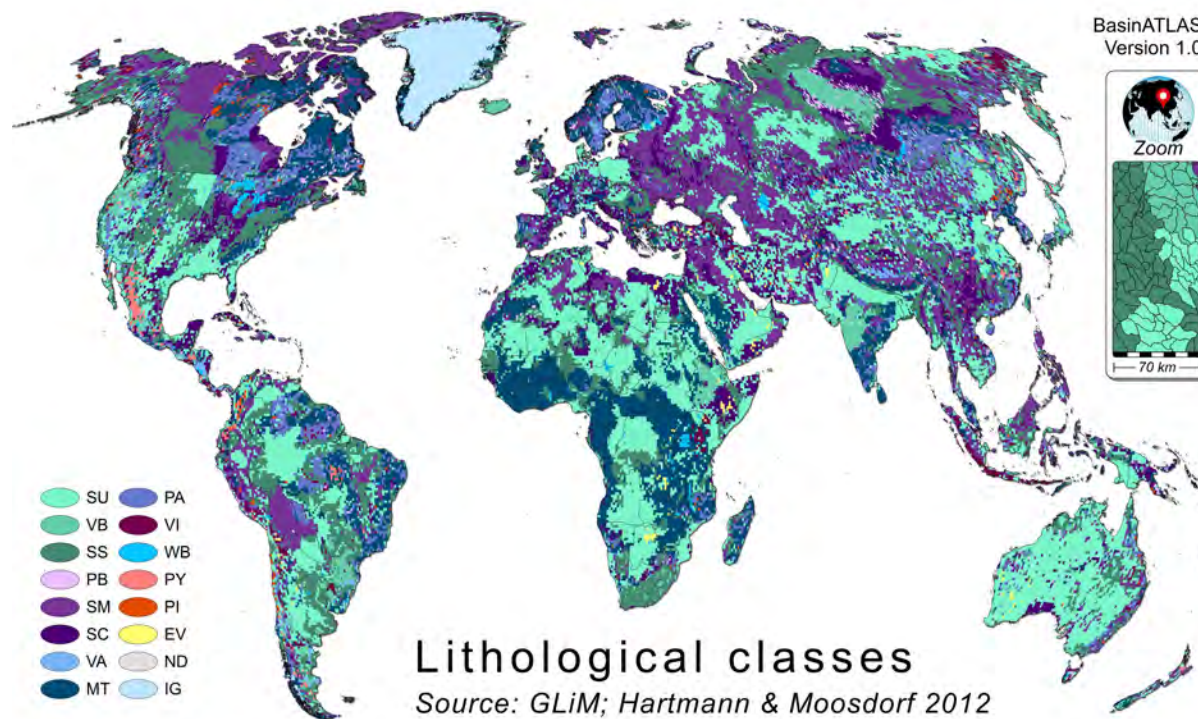 BasinATLAS
Version 1.0
Zoom
70 km
SU PA
VB VI
SS WB
PB PY
SM PI
SC EV
VA ND
MT IG
Lithological classes
Source: GLiM; Hartmann & Moosdorf 2012